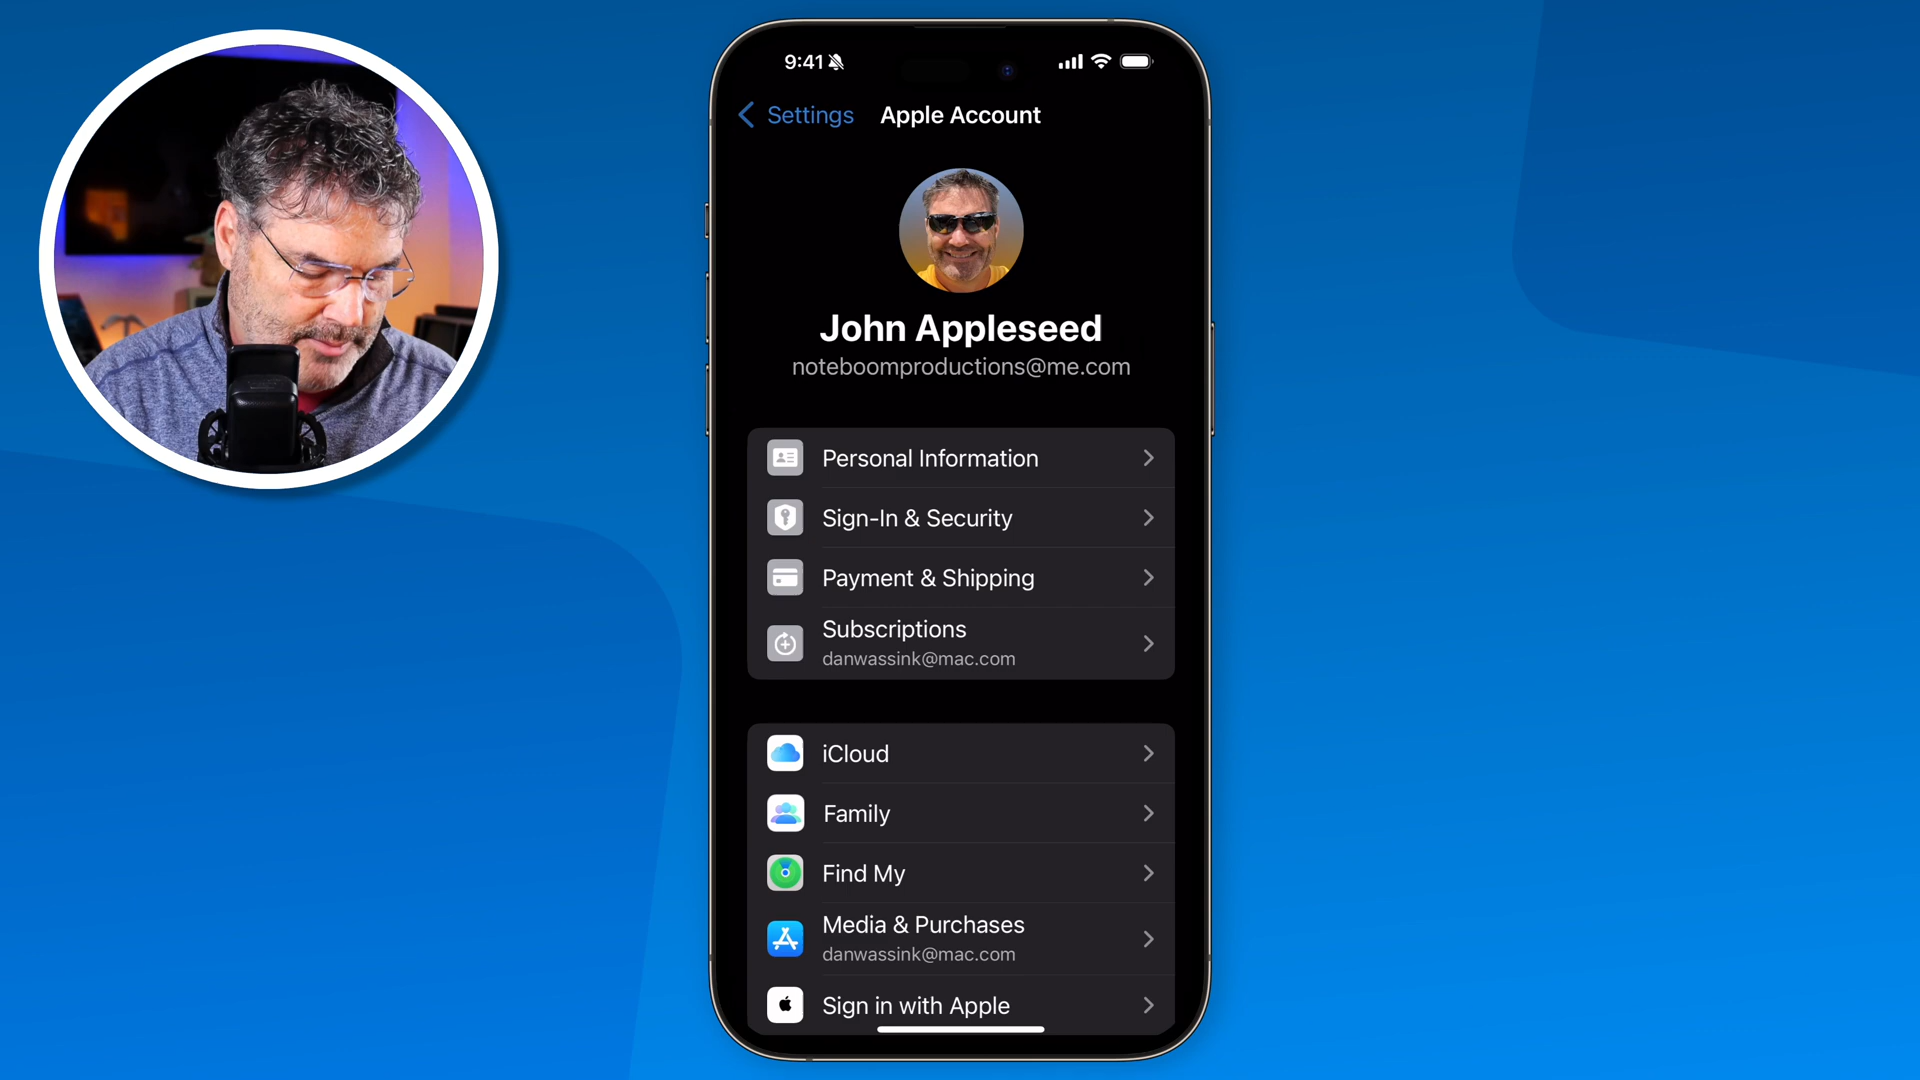 9:41
Settings
Apple Account
John Appleseed
noteboomproductions@me.com
Personal Information
Sign-In & Security
Payment & Shipping
Subscriptions
danwassink@mac.com
iCloud
Family
Find My
Media & Purchases
danwassink@mac.com
Sign in with Apple